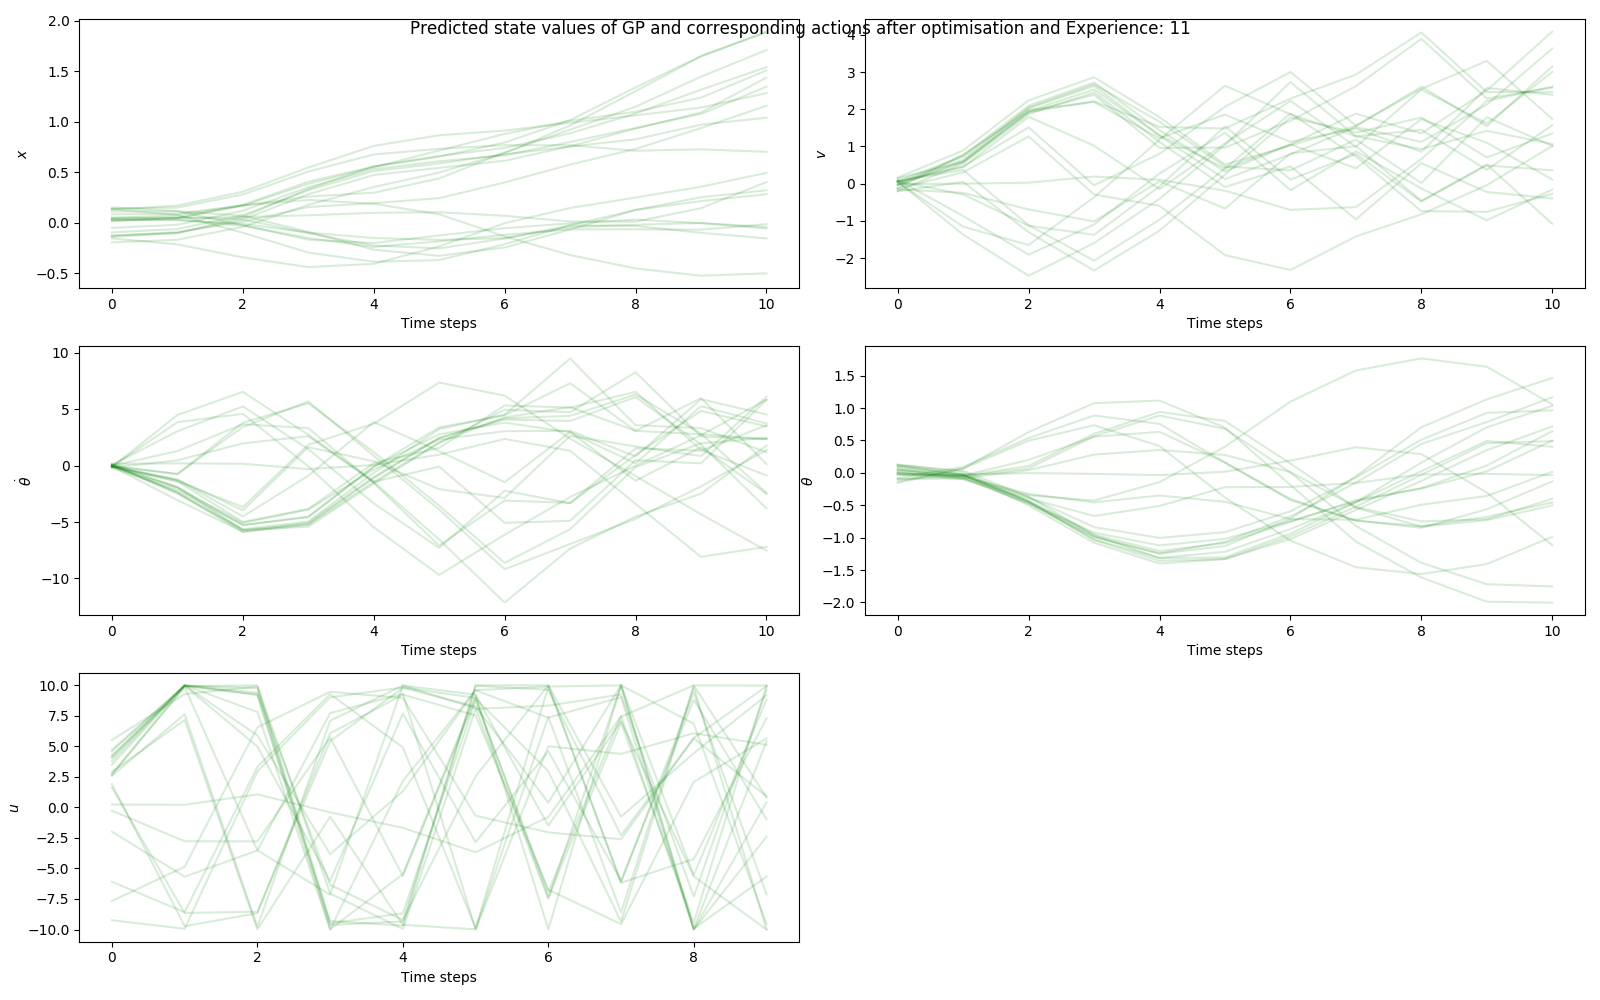 Predicted state values of GP and corresponding actions after optimisation and Experience: 11
2.0
1.5
1.0
0.5
0.0
−0.5
x
0 2 4 6 8 10
Time steps
4
3
2
1
0
−1
−2
v
0 2 4 6 8 10
Time steps
10
5
0
−5
−10
θ̇
0 2 4 6 8 10
Time steps
1.5
1.0
0.5
0.0
−0.5
−1.0
−1.5
−2.0
θ
0 2 4 6 8 10
Time steps
10.0
7.5
5.0
2.5
0.0
−2.5
−5.0
−7.5
−10.0
u
0 2 4 6 8
Time steps